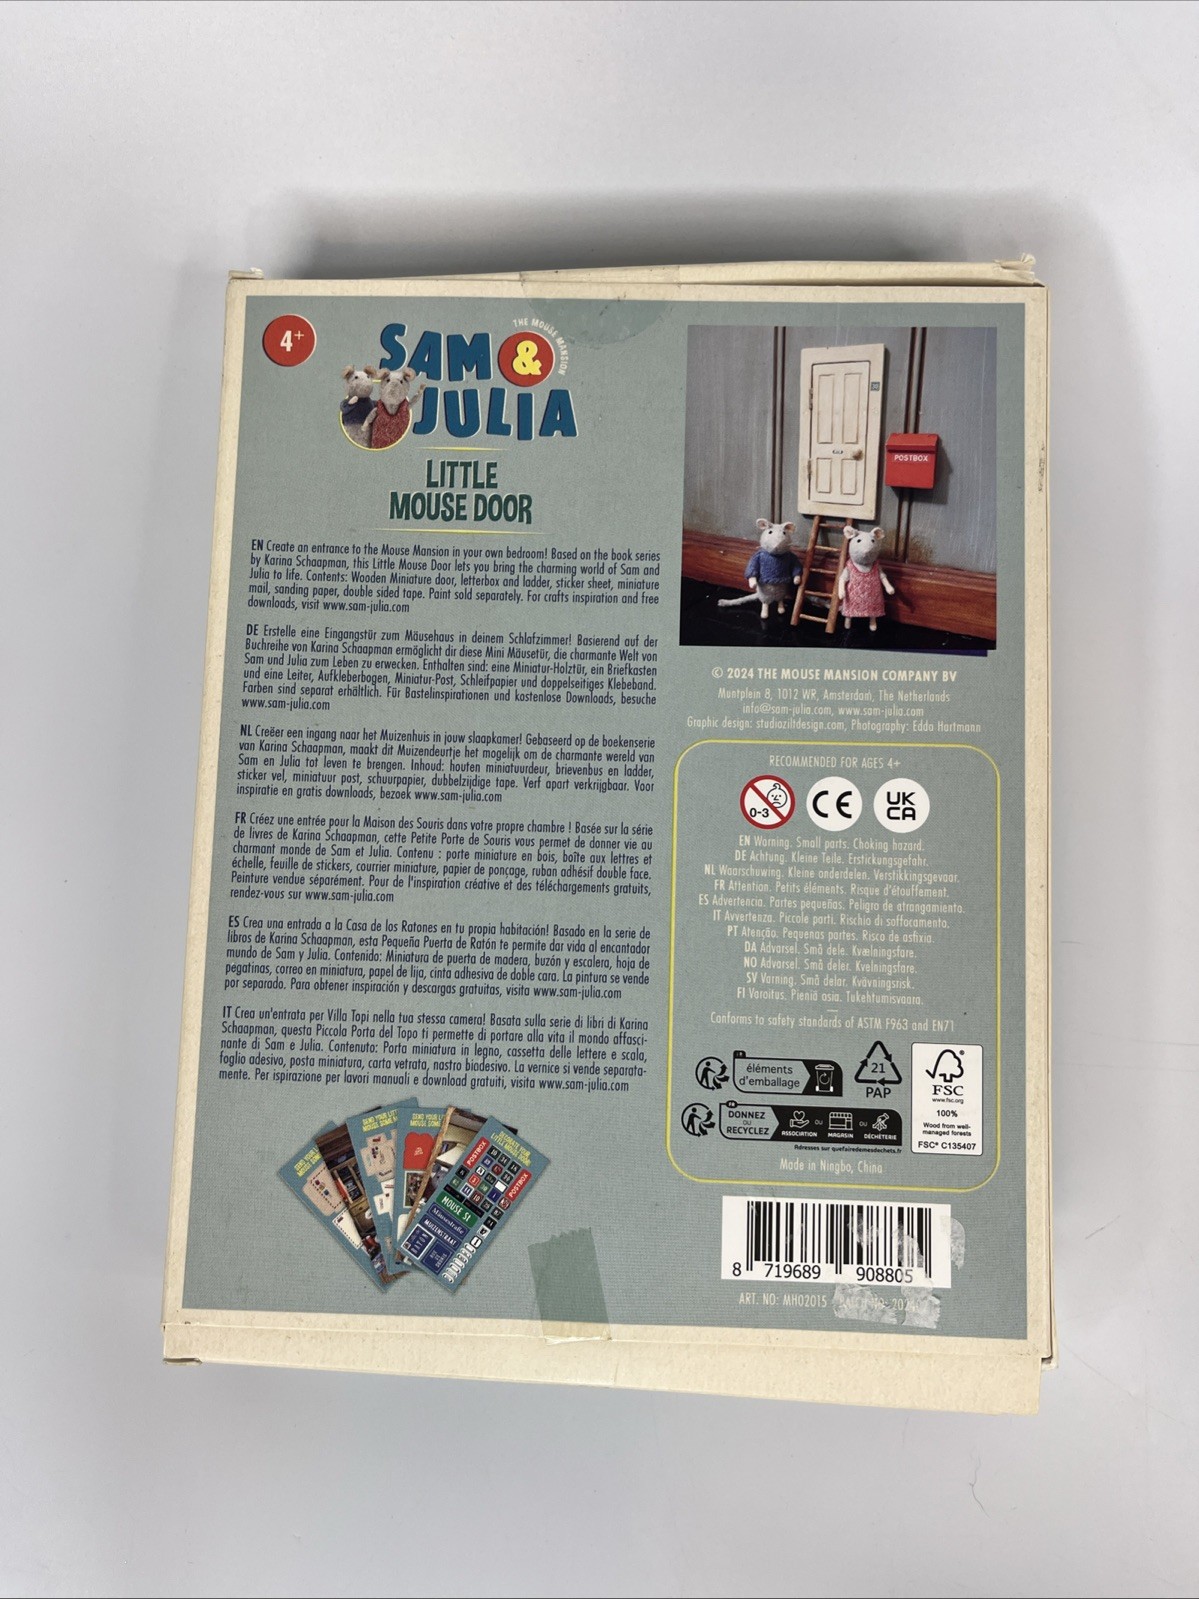 4+
THE MOUSE MANSION
SAM &
JULIA
LITTLE
MOUSE DOOR
EN Create an entrance to the Mouse Mansion in your own bedroom! Based on the book series
by Karina Schaapman, this Little Mouse Door lets you bring the charming world of Sam and
Julia to life. Contents: Wooden Miniature door, letterbox and ladder, sticker sheet, miniature
mail, sanding paper, double sided tape. Paint sold separately. For crafts inspiration and free
downloads, visit www.sam-julia.com
DE Erstelle eine Eingangstür zum Mäusehaus in deinem Schlafzimmer! Basierend auf der
Buchreihe von Karina Schaapman ermöglicht dir diese Mini Mäusetür, die charmante Welt von
Sam und Julia zum Leben zu erwecken. Enthalten sind: eine Miniatur-Holztür, ein Briefkasten
und eine Leiter, Aufkleberbogen, Miniatur-Post, Schleifpapier und doppelseitiges Klebeband.
Farben sind separat erhältlich. Für Bastelinspirationen und kostenlose Downloads, besuche
www.sam-julia.com
NL Creëer een ingang naar het Muizenhuis in jouw slaapkamer! Gebaseerd op de boekenserie
van Karina Schaapman, maakt dit Muizendeurtje het mogelijk om de charmante wereld van
Sam en Julia tot leven te brengen. Inhoud: houten miniatuurdeur, brievenbus en ladder,
sticker vel, miniatuur post, schuurpapier, dubbelzijdige tape. Verf apart verkrijgbaar. Voor
inspiratie en gratis downloads, bezoek www.sam-julia.com
FR Créez une entrée pour la Maison des Souris dans votre propre chambre ! Basée sur la série
de livres de Karina Schaapman, cette Petite Porte de Souris vous permet de donner vie au
charmant monde de Sam et Julia. Contenu : porte miniature en bois, boîte aux lettres et
échelle, feuille de stickers, courrier miniature, papier de ponçage, ruban adhésif double face.
Peinture vendue séparément. Pour de l'inspiration créative et des téléchargements gratuits,
rendez-vous sur www.sam-julia.com
ES Crea una entrada a la Casa de los Ratones en tu propia habitación! Basado en la serie de
libros de Karina Schaapman, esta Pequeña Puerta de Ratón te permite dar vida al encantador
mundo de Sam y Julia. Contenido: Miniatura de puerta de madera, buzón y escalera, hoja de
pegatinas, correo en miniatura, papel de lija, cinta adhesiva de doble cara. La pintura se vende
por separado. Para obtener inspiración y descargas gratuitas, visita www.sam-julia.com
IT Crea un'entrata per Villa Topi nella tua stessa camera! Basata sulla serie di libri di Karina
Schaapman, questa Piccola Porta del Topo ti permette di portare alla vita il mondo affasci-
nante di Sam e Julia. Contenuto: Porta miniatura in legno, cassetta delle lettere e scala,
foglio adesivo, posta miniatura, carta vetrata, nastro biadesivo. La vernice si vende separata-
mente. Per ispirazione per lavori manuali e download gratuiti, visita www.sam-julia.com
POSTBOX
POSTBOX
MOUSE ST
Mäusestraße
MUIZENSTRAAT
POSTBOX
© 2024 THE MOUSE MANSION COMPANY BV
Muntplein 8, 1012 WR, Amsterdam, The Netherlands
info@sam-julia.com, www.sam-julia.com
Graphic design: studioziltdesign.com, Photography: Eddo Hartmann
RECOMMENDED FOR AGES 4+
0-3
CE
UK
CA
EN Warning. Small parts. Choking hazard.
DE Achtung. Kleine Teile. Erstickungsgefahr.
NL Waarschuwing. Kleine onderdelen. Verstikkingsgevaar.
FR Attention. Petits éléments. Risque d'étouffement.
ES Advertencia. Partes pequeñas. Peligro de atrangamiento.
IT Avvertenza. Piccole parti. Rischio di soffocamento.
PT Atenção. Pequenas partes. Risco de asfixia.
DA Advarsel. Små dele. Kvælningsfare.
NO Advarsel. Små deler. Kvelningsfare.
SV Varning. Små delar. Kvävningsrisk.
FI Varoitus. Pieniä osia. Tukehtumisvaara.
Conforms to safety standards of ASTM F963 and EN71
FR
éléments
d'emballage
21
PAP
FSC
www.fsc.org
100%
Wood from well-
managed forests
FSC® C135407
FR
DONNEZ
OU
RECYCLEZ
ASSOCIATION
OU
MAGASIN
OU
DÉCHÈTERIE
Adresses sur quefairedemesdechets.fr
Made in Ningbo, China
8 719689 908805
ART. NO: MH02015